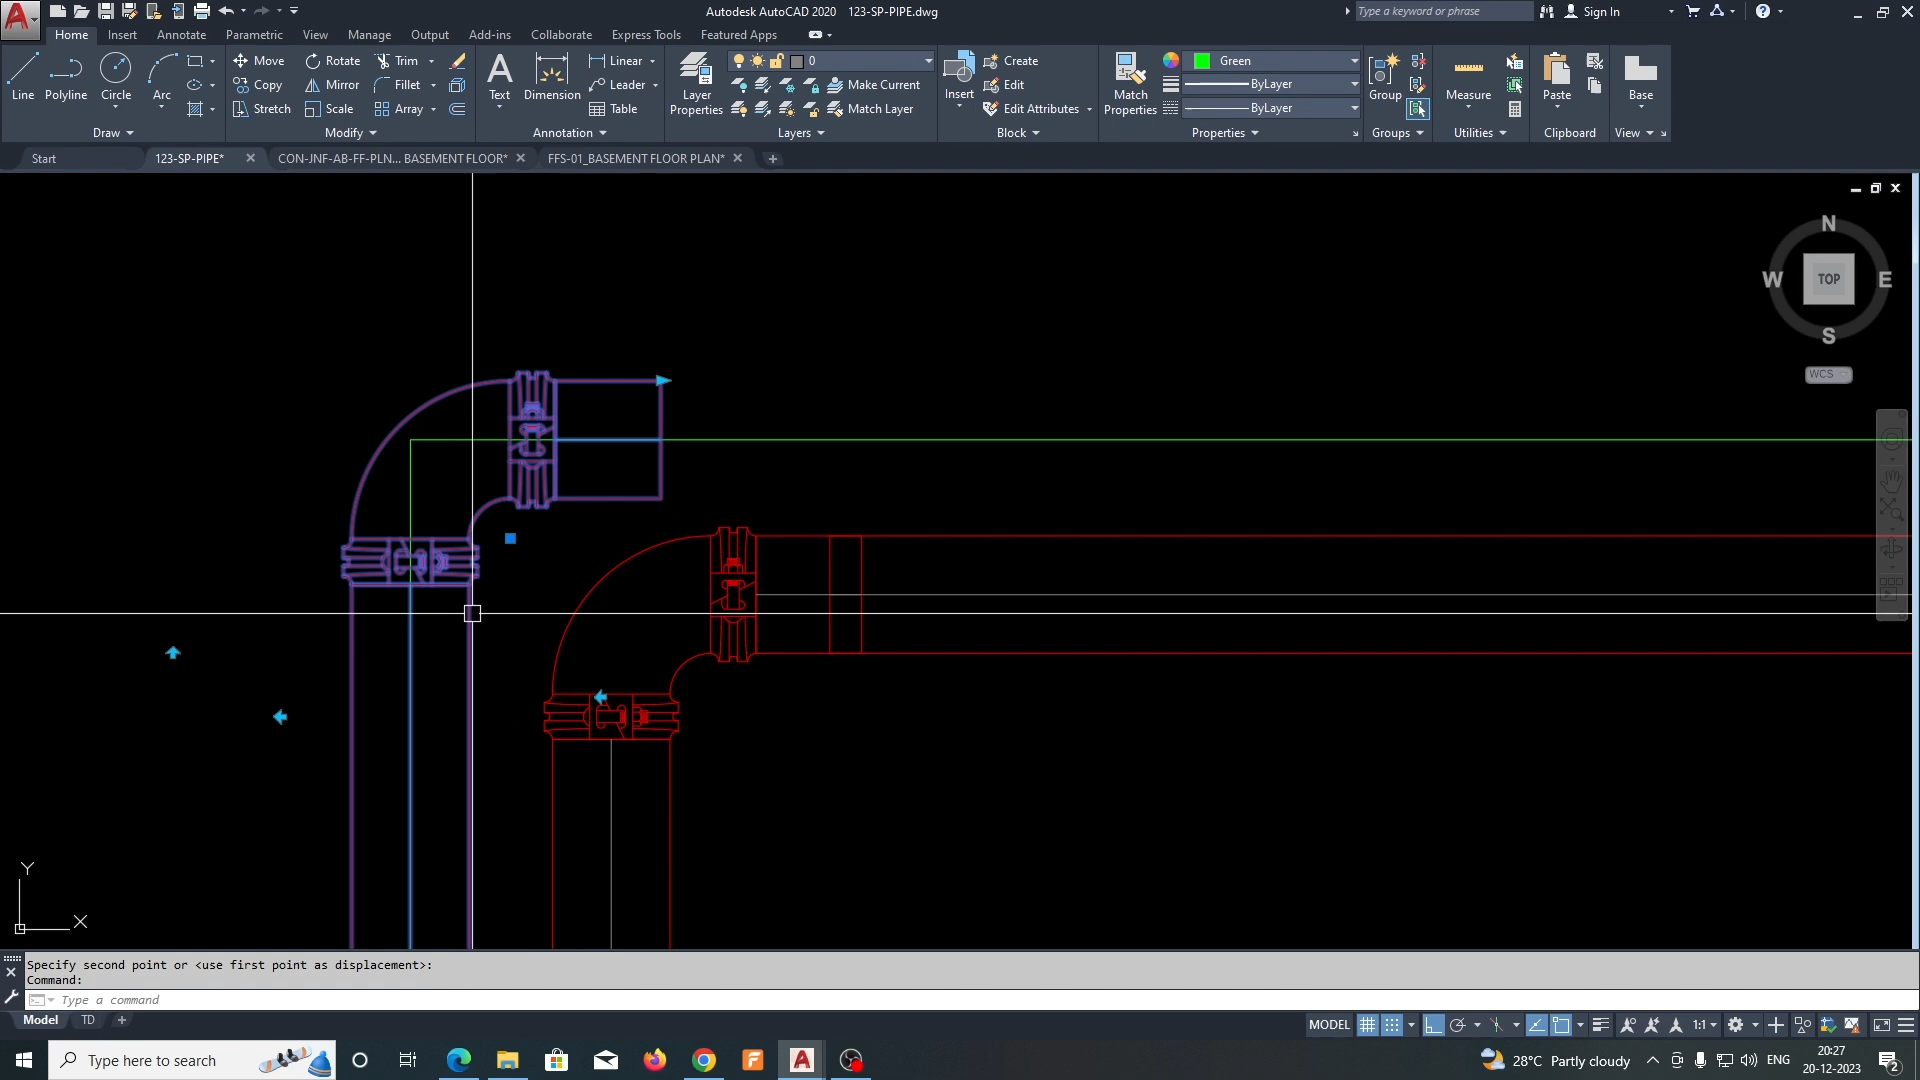 Autodesk AutoCAD 2020 123-SP-PIPE.dwg
Type a keyword or phrase
Sign In
Home Insert Annotate Parametric View Manage Output Add-ins Collaborate Express Tools Featured Apps
Line Polyline Circle Arc
Move Rotate Trim
Copy Mirror Fillet
Stretch Scale Array
Text Dimension
Linear
Leader
Table
Layer Properties
0
Make Current
Match Layer
Insert
Create
Edit
Edit Attributes
Match Properties
Green
ByLayer
ByLayer
Group Measure Paste Base
Draw Modify Annotation Layers Block Properties Groups Utilities Clipboard View
Start 123-SP-PIPE* CON-JNF-AB-FF-PLN... BASEMENT FLOOR* FFS-01_BASEMENT FLOOR PLAN*
N
W TOP E
S
WCS
Y
X
Specify second point or <use first point as displacement>:
Command:
Type a command
Model TD
MODEL 1:1
Type here to search
28°C Partly cloudy ENG
20:27
20-12-2023
2